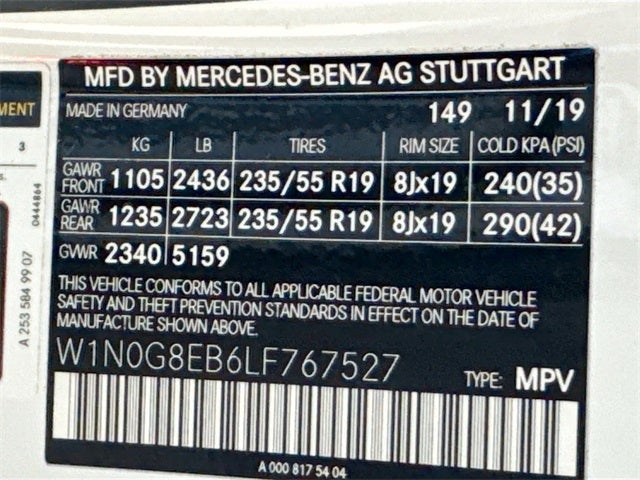 MFD BY MERCEDES-BENZ AG STUTTGART
MADE IN GERMANY 149 11/19
KG LB TIRES RIM SIZE COLD KPA(PSI)
GAWR FRONT 1105 2436 235/55 R19 8Jx19 240(35)
GAWR REAR 1235 2723 235/55 R19 8Jx19 290(42)
GVWR 2340 5159
THIS VEHICLE CONFORMS TO ALL APPLICABLE FEDERAL MOTOR VEHICLE
SAFETY AND THEFT PREVENTION STANDARDS IN EFFECT ON THE DATE OF
MANUFACTURE SHOWN ABOVE.
W1N0G8EB6LF767527
TYPE: MPV
A 000 817 54 04
3
0444864
A 253 584 99 07